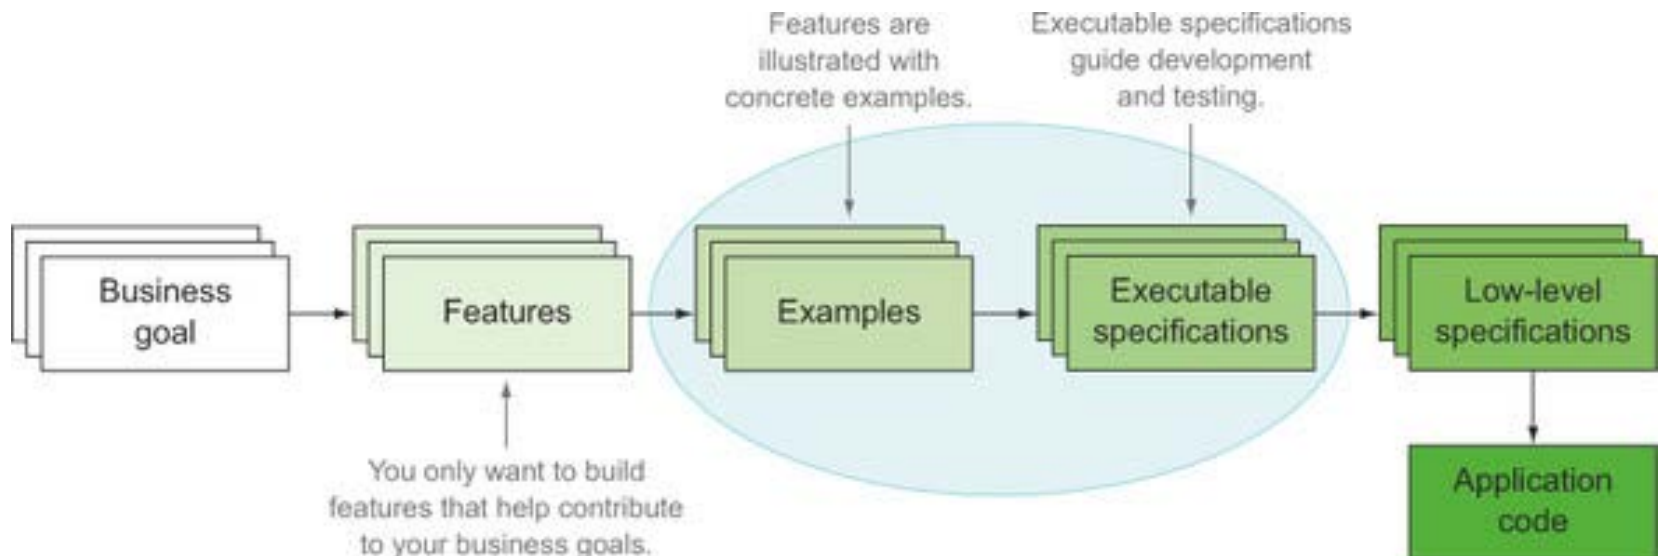 Features are
illustrated with
concrete examples.
Executable specifications
guide development
and testing.
Business
goal
Features
Examples
Executable
specifications
Low-level
specifications
You only want to build
features that help contribute
to your business goals.
Application
code